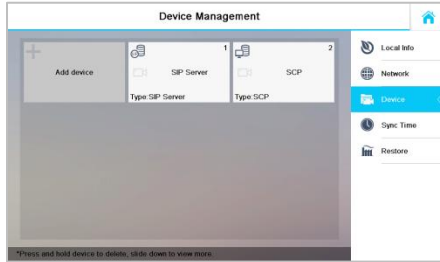 Device Management
Add device
1
SIP Server
Type:SIP Server
2
SCP
Type:SCP
*Press and hold device to delete, slide down to view more.
Local Info
Network
Device
Sync Time
Restore